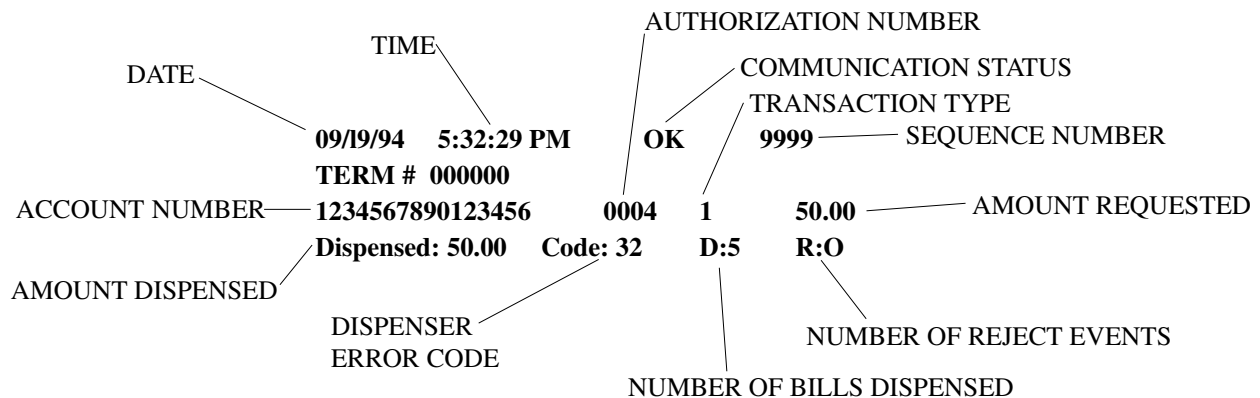 AUTHORIZATION NUMBER
TIME
COMMUNICATION STATUS
DATE
TRANSACTION TYPE
09/l9/94 5:32:29 PM OK 9999 SEQUENCE NUMBER
TERM # 000000
ACCOUNT NUMBER 1234567890123456 0004 1 50.00 AMOUNT REQUESTED
Dispensed: 50.00 Code: 32 D:5 R:O
AMOUNT DISPENSED
DISPENSER
ERROR CODE
NUMBER OF REJECT EVENTS
NUMBER OF BILLS DISPENSED